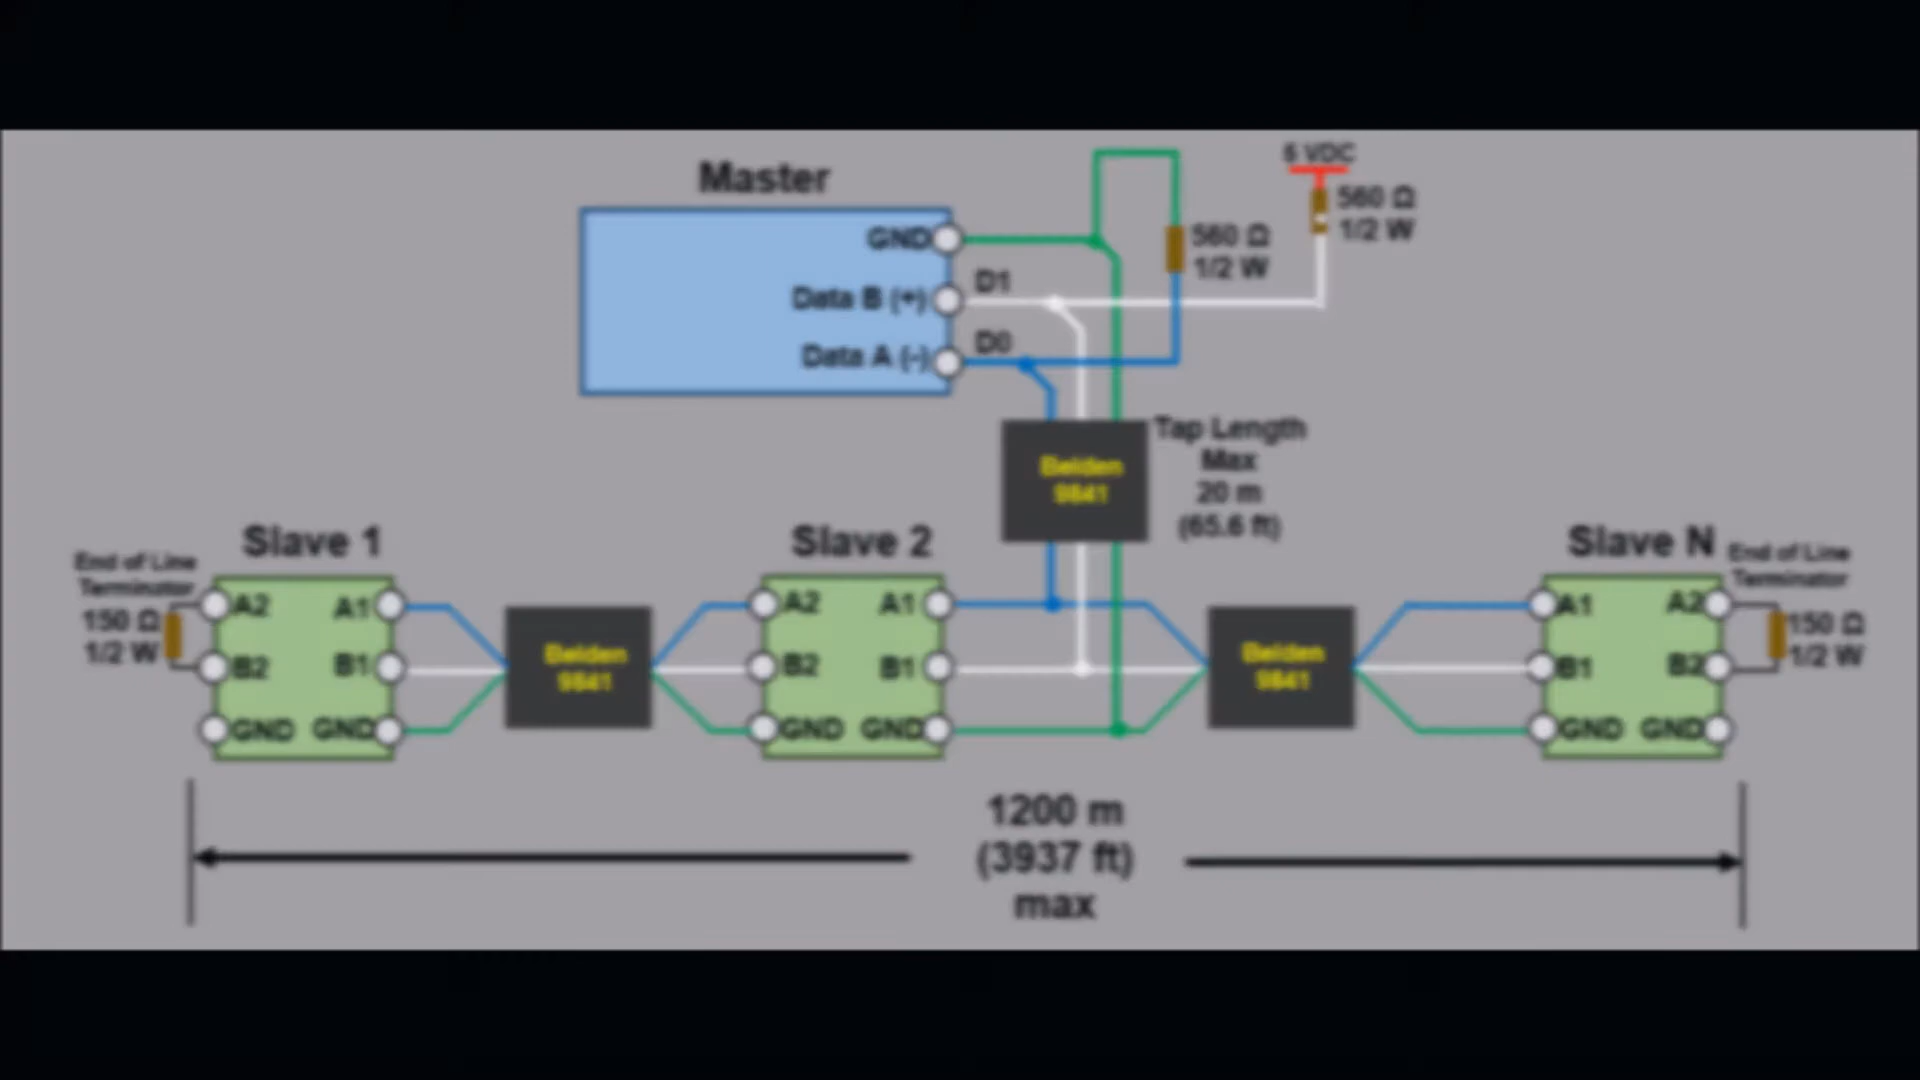 Master
GND
Data B (+)
Data A (-)
D1
D0
5 VDC
560 Ω
1/2 W
560 Ω
1/2 W
Belden
9841
Tap Length
Max
20 m
(65.6 ft)
Slave 1
End of Line
Terminator
150 Ω
1/2 W
A2 A1
B2 B1
GND GND
Belden
9841
Slave 2
A2 A1
B2 B1
GND GND
Belden
9841
Slave N
A1 A2
B1 B2
GND GND
End of Line
Terminator
150 Ω
1/2 W
1200 m
(3937 ft)
max